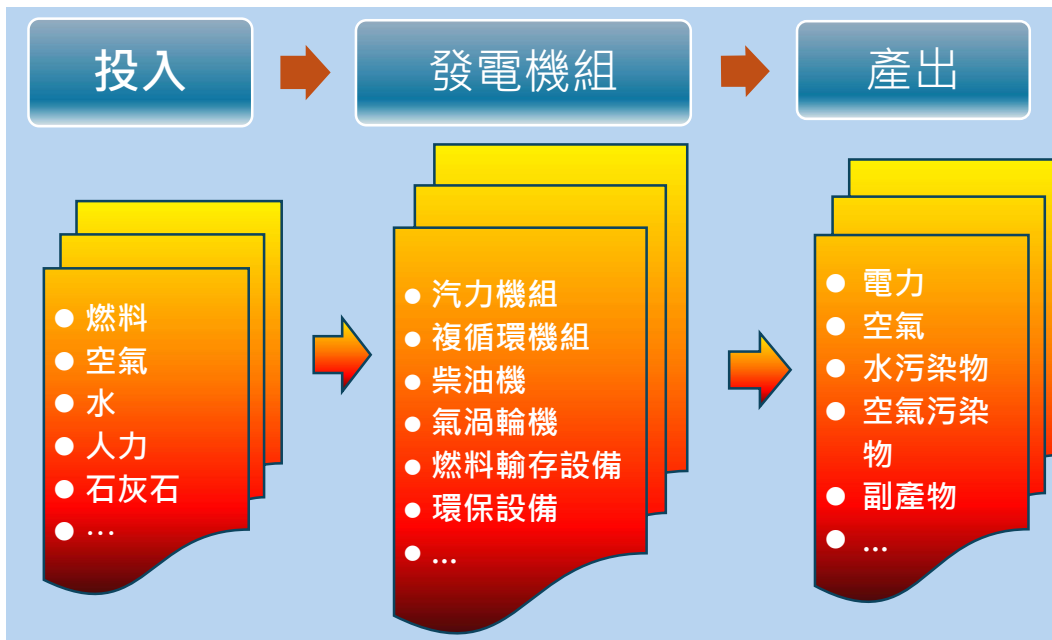 投入
發電機組
產出
● 燃料
● 空氣
● 水
● 人力
● 石灰石
● …
● 汽力機組
● 複循環機組
● 柴油機
● 氣渦輪機
● 燃料輸存設備
● 環保設備
● …
● 電力
● 空氣
● 水污染物
● 空氣污染
物
● 副產物
● …